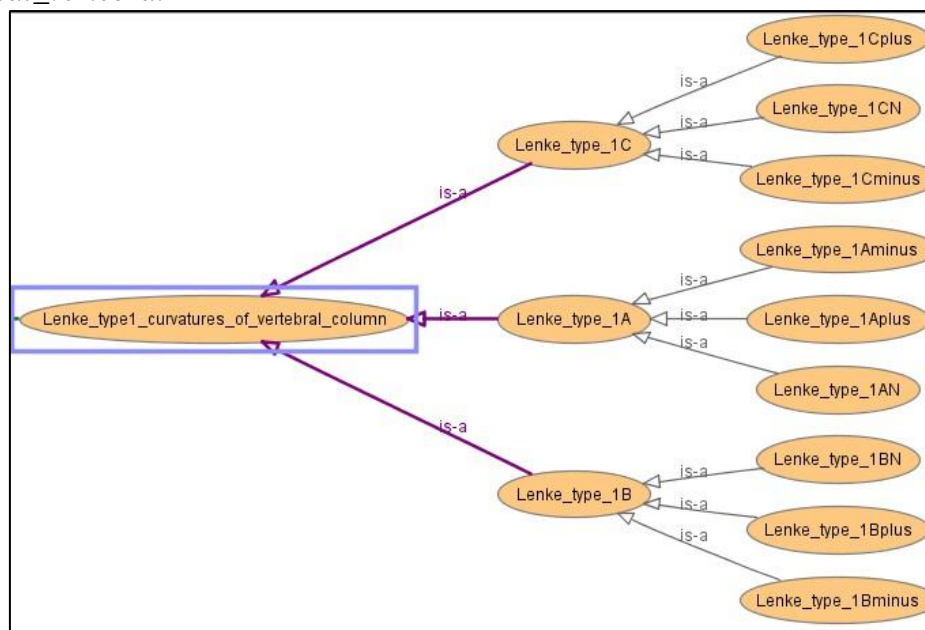 Lenke_type_1Cplus
is-a
Lenke_type_1CN
is-a
Lenke_type_1C
is-a
Lenke_type_1Cminus
is-a
Lenke_type_1Aminus
is-a
Lenke_type1_curvatures_of_vertebral_column
is-a
Lenke_type_1A
Lenke_type_1Aplus
is-a
is-a
Lenke_type_1AN
is-a
Lenke_type_1BN
is-a
Lenke_type_1B
is-a
Lenke_type_1Bplus
is-a
Lenke_type_1Bminus